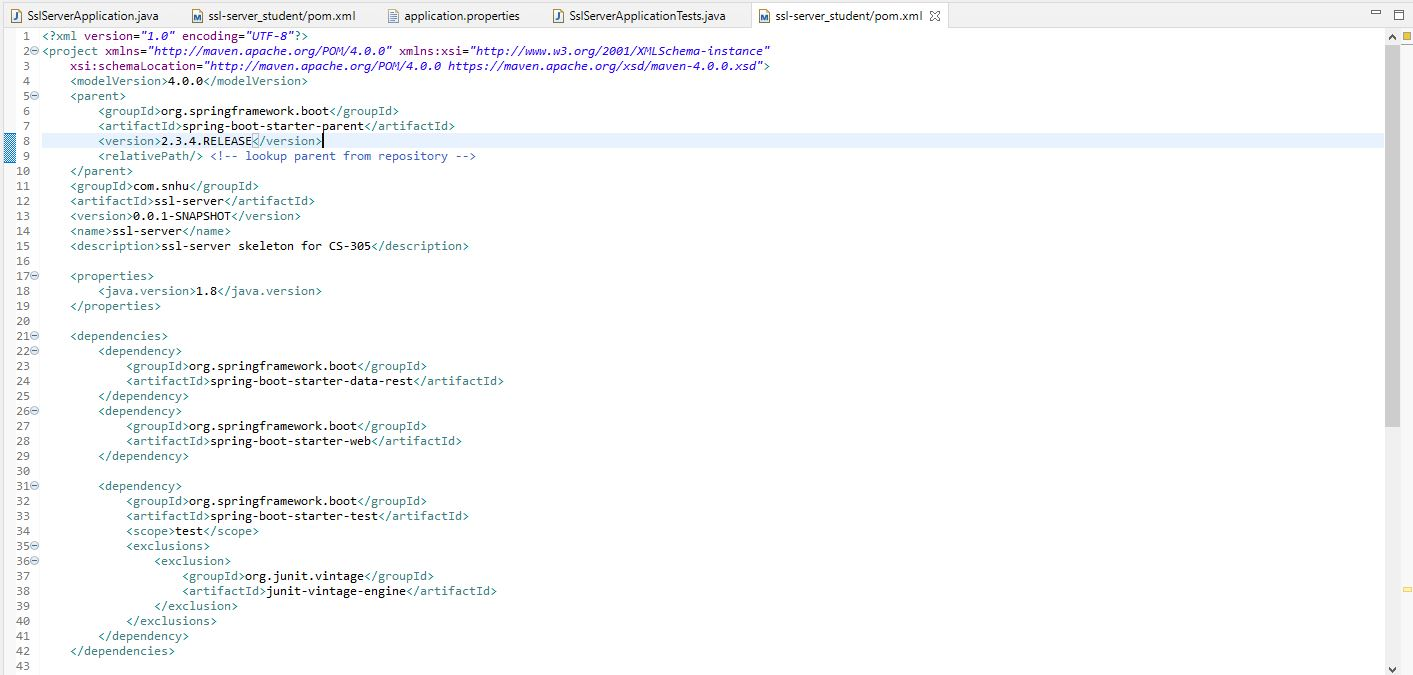 SslServerApplication.java ssl-server_student/pom.xml application.properties SslServerApplicationTests.java ssl-server_student/pom.xml
1 <?xml version="1.0" encoding="UTF-8"?>
2 <project xmlns="http://maven.apache.org/POM/4.0.0" xmlns:xsi="http://www.w3.org/2001/XMLSchema-instance"
3     xsi:schemaLocation="http://maven.apache.org/POM/4.0.0 https://maven.apache.org/xsd/maven-4.0.0.xsd">
4     <modelVersion>4.0.0</modelVersion>
5     <parent>
6         <groupId>org.springframework.boot</groupId>
7         <artifactId>spring-boot-starter-parent</artifactId>
8         <version>2.3.4.RELEASE</version>
9         <relativePath/> <!-- lookup parent from repository -->
10     </parent>
11     <groupId>com.snhu</groupId>
12     <artifactId>ssl-server</artifactId>
13     <version>0.0.1-SNAPSHOT</version>
14     <name>ssl-server</name>
15     <description>ssl-server skeleton for CS-305</description>
16
17     <properties>
18         <java.version>1.8</java.version>
19     </properties>
20
21     <dependencies>
22         <dependency>
23             <groupId>org.springframework.boot</groupId>
24             <artifactId>spring-boot-starter-data-rest</artifactId>
25         </dependency>
26         <dependency>
27             <groupId>org.springframework.boot</groupId>
28             <artifactId>spring-boot-starter-web</artifactId>
29         </dependency>
30
31         <dependency>
32             <groupId>org.springframework.boot</groupId>
33             <artifactId>spring-boot-starter-test</artifactId>
34             <scope>test</scope>
35             <exclusions>
36                 <exclusion>
37                     <groupId>org.junit.vintage</groupId>
38                     <artifactId>junit-vintage-engine</artifactId>
39                 </exclusion>
40             </exclusions>
41         </dependency>
42     </dependencies>
43